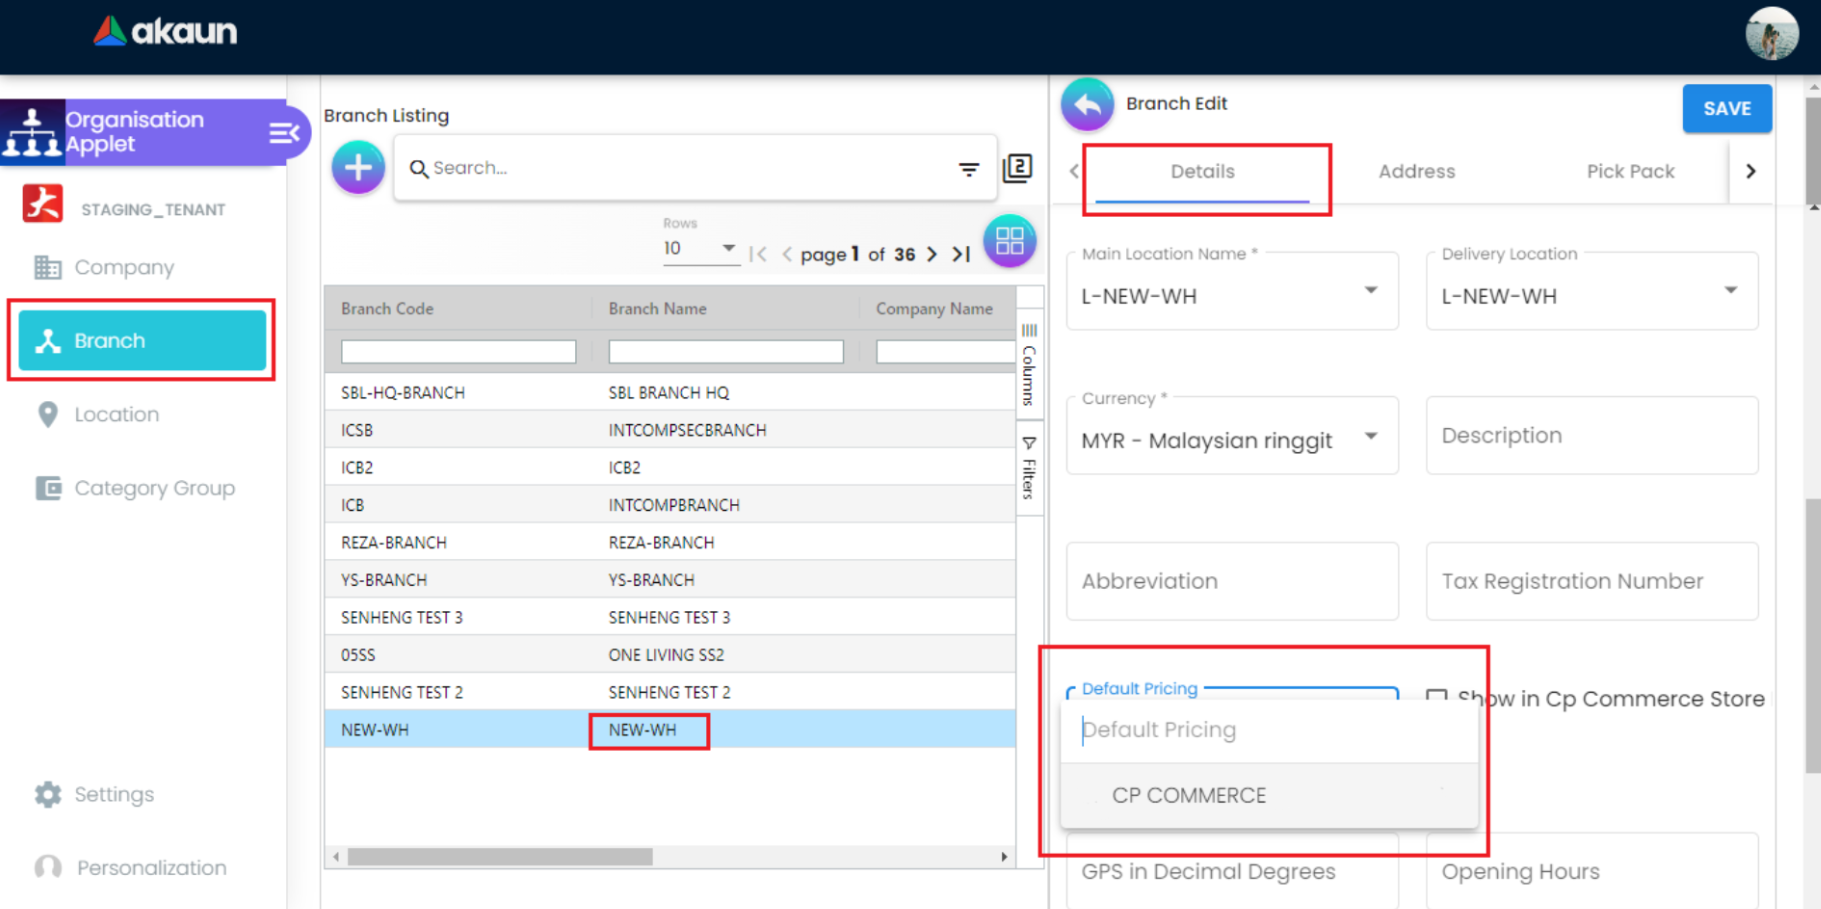 akaun
Organisation
Applet
STAGING_TENANT
Company
Branch
Location
Category Group
Settings
Personalization
Branch Listing
Search...
2
Rows
10
page 1 of 36
Branch Code Branch Name Company Name
SBL-HQ-BRANCH SBL BRANCH HQ
ICSB INTCOMPSECBRANCH
ICB2 ICB2
ICB INTCOMPBRANCH
REZA-BRANCH REZA-BRANCH
YS-BRANCH YS-BRANCH
SENHENG TEST 3 SENHENG TEST 3
05SS ONE LIVING SS2
SENHENG TEST 2 SENHENG TEST 2
NEW-WH NEW-WH
Columns
Filters
Branch Edit
SAVE
Details Address Pick Pack
Main Location Name *
L-NEW-WH
Delivery Location
L-NEW-WH
Currency *
MYR - Malaysian ringgit
Description
Abbreviation
Tax Registration Number
Default Pricing
Show in Cp Commerce Store
Default Pricing
CP COMMERCE
GPS in Decimal Degrees
Opening Hours